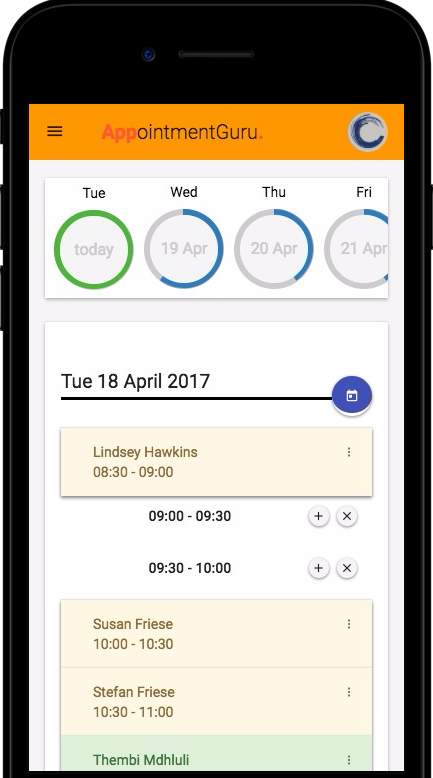 AppointmentGuru.
Tue Wed Thu Fri
today 19 Apr 20 Apr 21 Apr
Tue 18 April 2017
Lindsey Hawkins
08:30 - 09:00
09:00 - 09:30
09:30 - 10:00
Susan Friese
10:00 - 10:30
Stefan Friese
10:30 - 11:00
Thembi Mdhluli